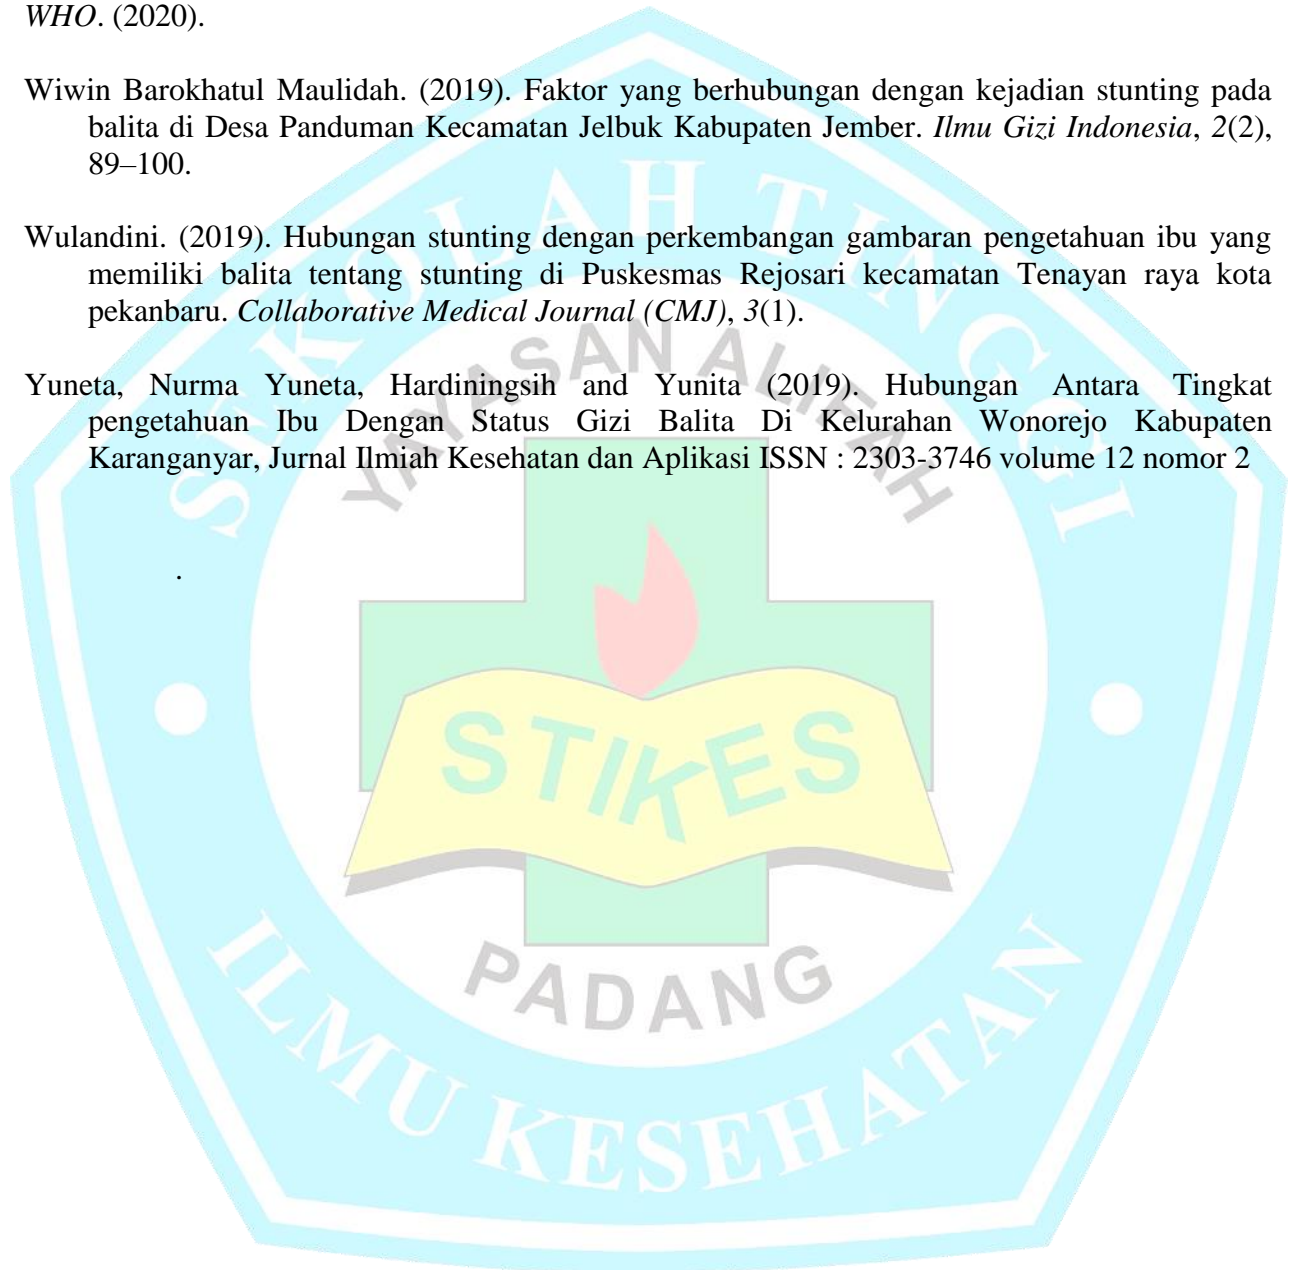 WHO. (2020).
Wiwin Barokhatul Maulidah. (2019). Faktor yang berhubungan dengan kejadian stunting pada
balita di Desa Panduman Kecamatan Jelbuk Kabupaten Jember. Ilmu Gizi Indonesia, 2(2),
89–100.
Wulandini. (2019). Hubungan stunting dengan perkembangan gambaran pengetahuan ibu yang
memiliki balita tentang stunting di Puskesmas Rejosari kecamatan Tenayan raya kota
pekanbaru. Collaborative Medical Journal (CMJ), 3(1).
Yuneta, Nurma Yuneta, Hardiningsih and Yunita (2019). Hubungan Antara Tingkat
pengetahuan Ibu Dengan Status Gizi Balita Di Kelurahan Wonorejo Kabupaten
Karanganyar, Jurnal Ilmiah Kesehatan dan Aplikasi ISSN : 2303-3746 volume 12 nomor 2
.
SEKOLAH TINGGI
YAYASAN ALIFAH
STIKES
PADANG
ILMU KESEHATAN